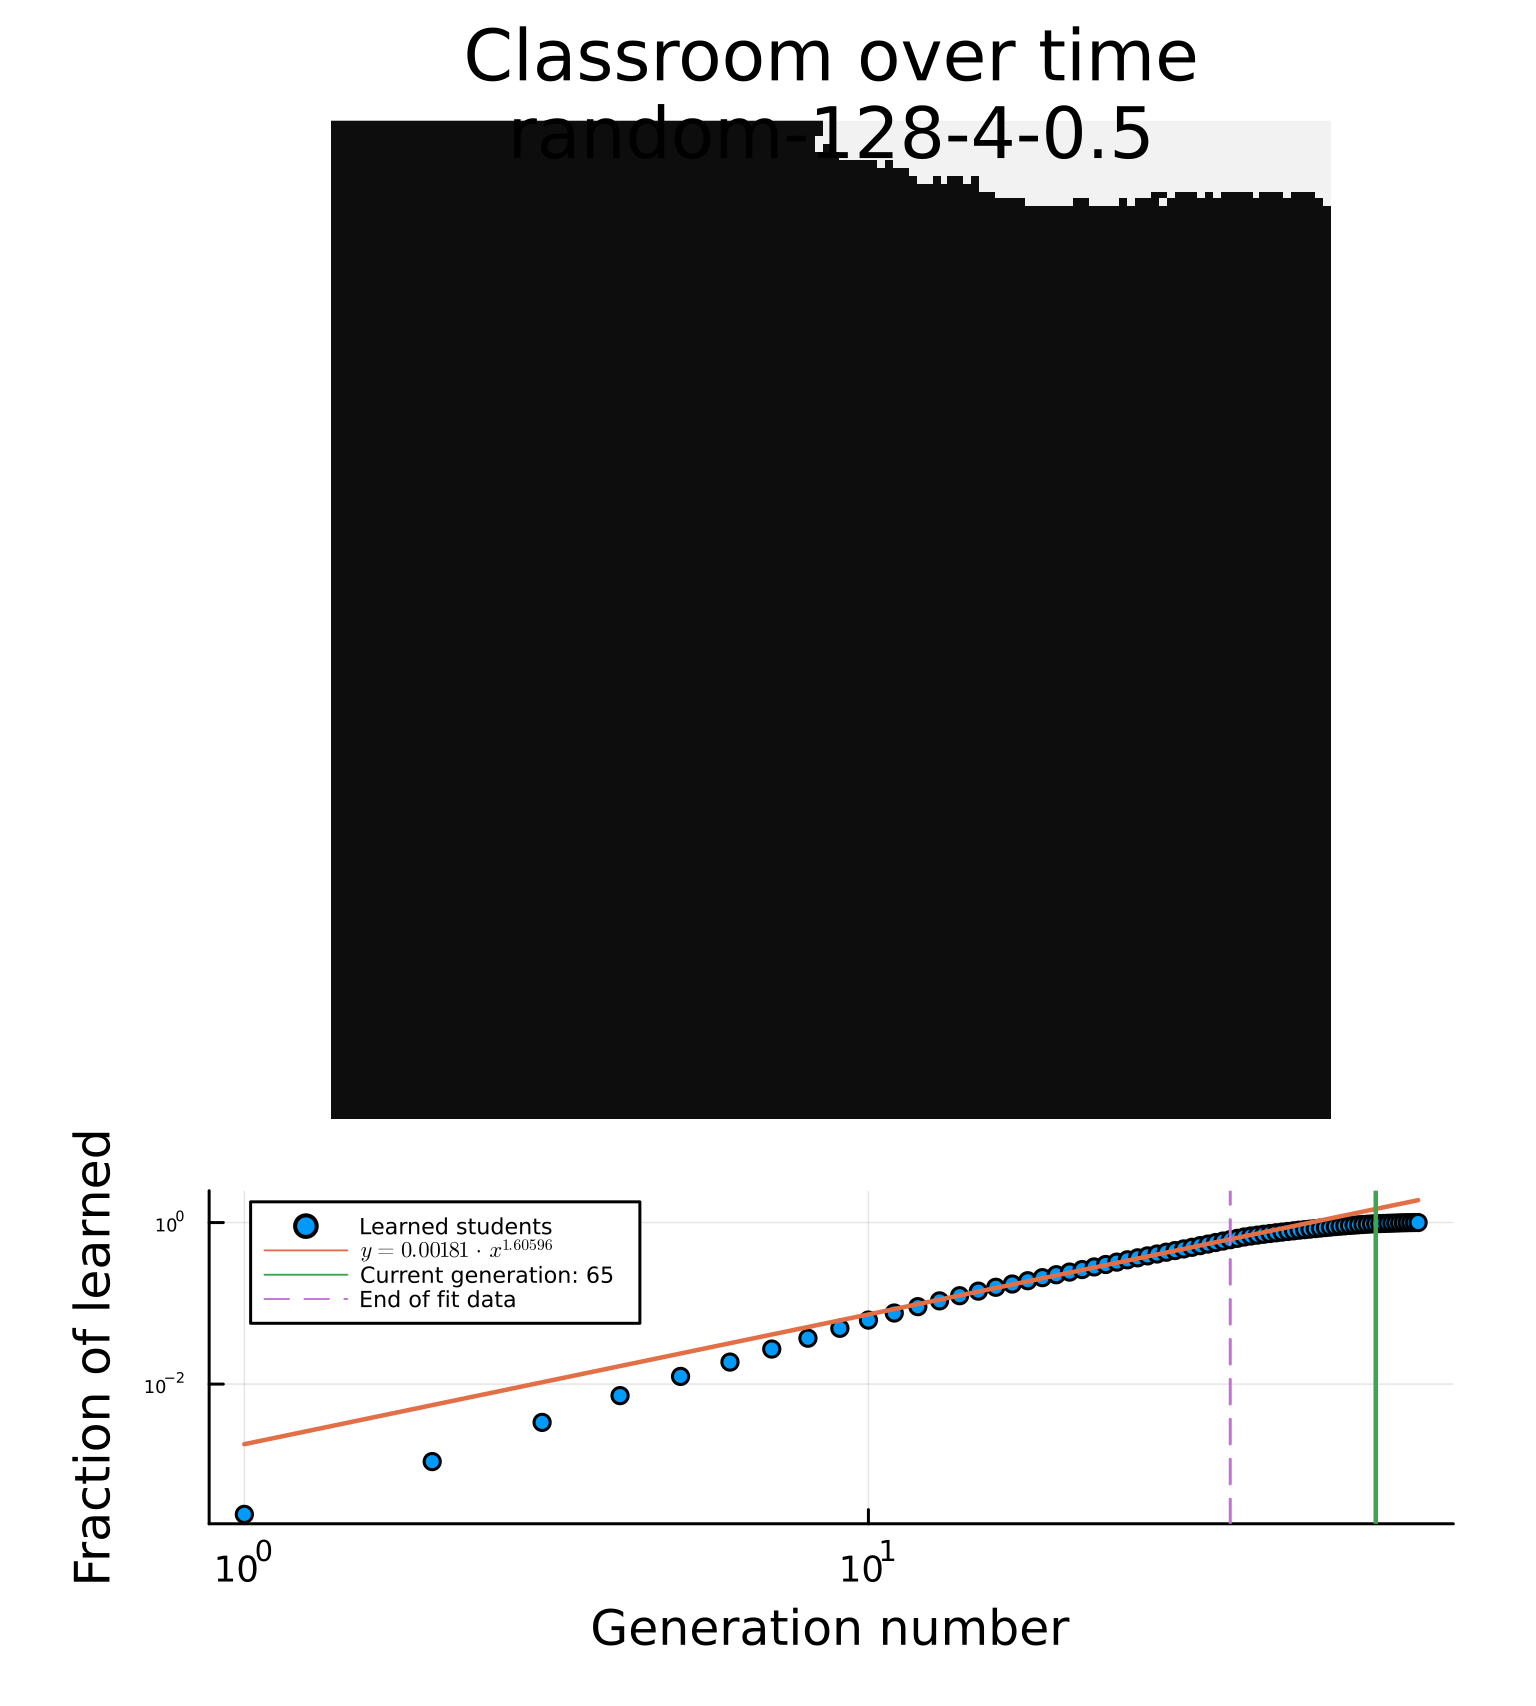 Classroom over time
random-128-4-0.5
Fraction of learned
10⁰
10⁻²
Learned students
y = 0.00181 · x^1.60596
Current generation: 65
End of fit data
10⁰
10¹
Generation number